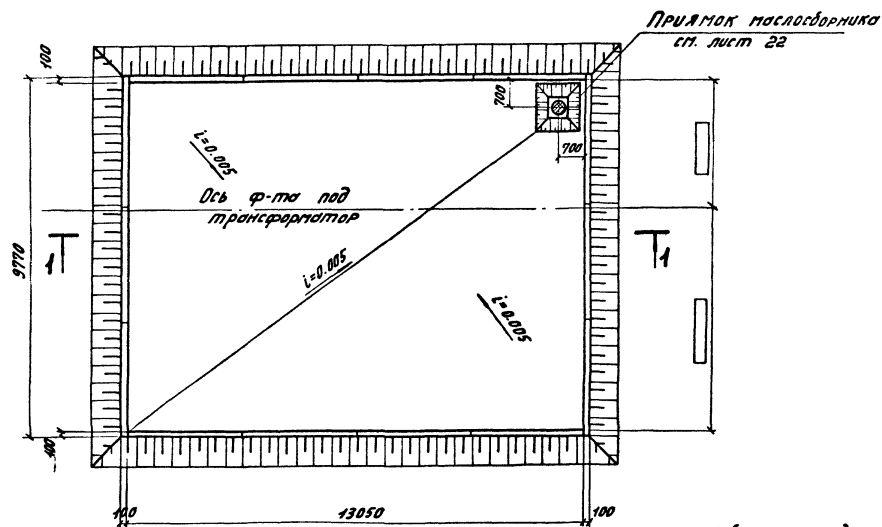 Приямок маслосборника
см. лист 22
100
700
700
i=0.005
Ось ф-та под
трансформатор
1
1
9770
i=0.005
i=0.005
100
100
13050
100